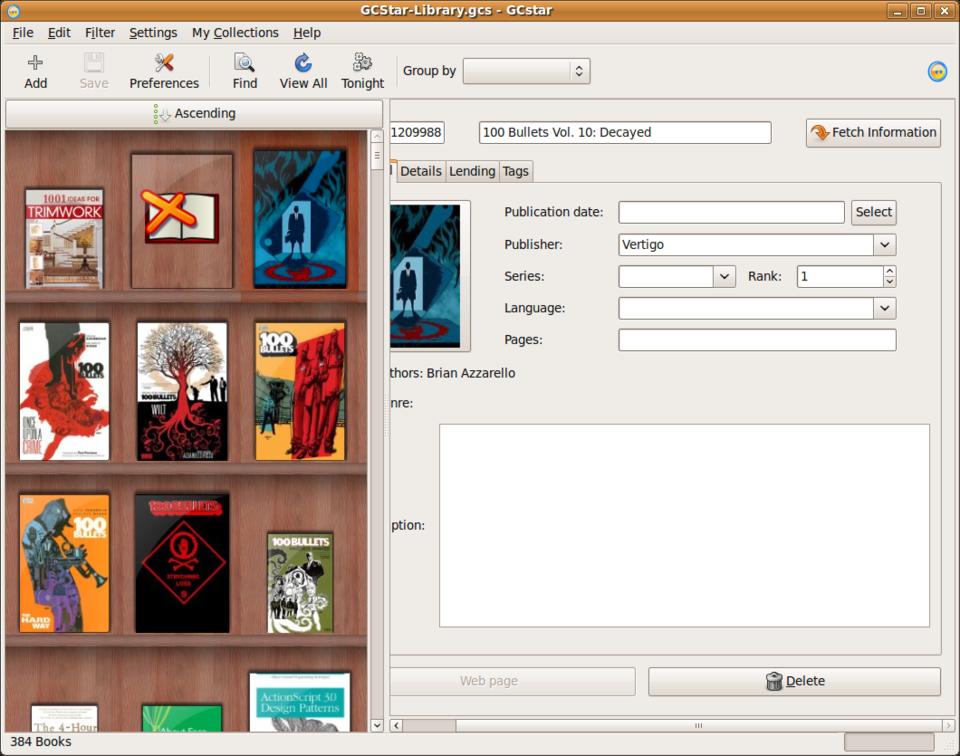 GCStar-Library.gcs - GCstar
File Edit Filter Settings My Collections Help
Add Save Preferences Find View All Tonight Group by
Ascending
1209988 100 Bullets Vol. 10: Decayed Fetch Information
Details Lending Tags
Publication date: Select
Publisher: Vertigo
Series: Rank: 1
Language:
Pages:
thors: Brian Azzarello
nre:
ption:
Web page Delete
1001 IDEAS FOR
TRIMWORK
100
BULLETS
ONCE
UPON A
CRIME
100 BULLETS
WILT
100
BULLETS
100
BULLETS
THE
HARD
WAY
100 BULLETS
STRYCHNINE
LIVES
9
100 BULLETS
The 4-Hour
About Face
ActionScript 3.0
Design Patterns
384 Books